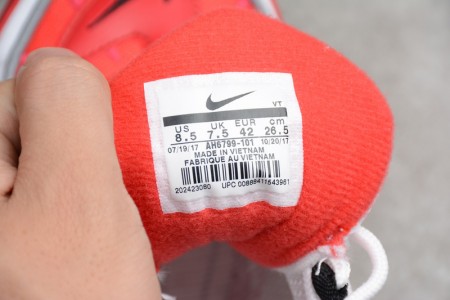 VT
US UK EUR cm
8.5 7.5 42 26.5
07/19/17 AH6799-101 10/20/17
MADE IN VIETNAM
FABRIQUE AU VIETNAM
202423080 UPC